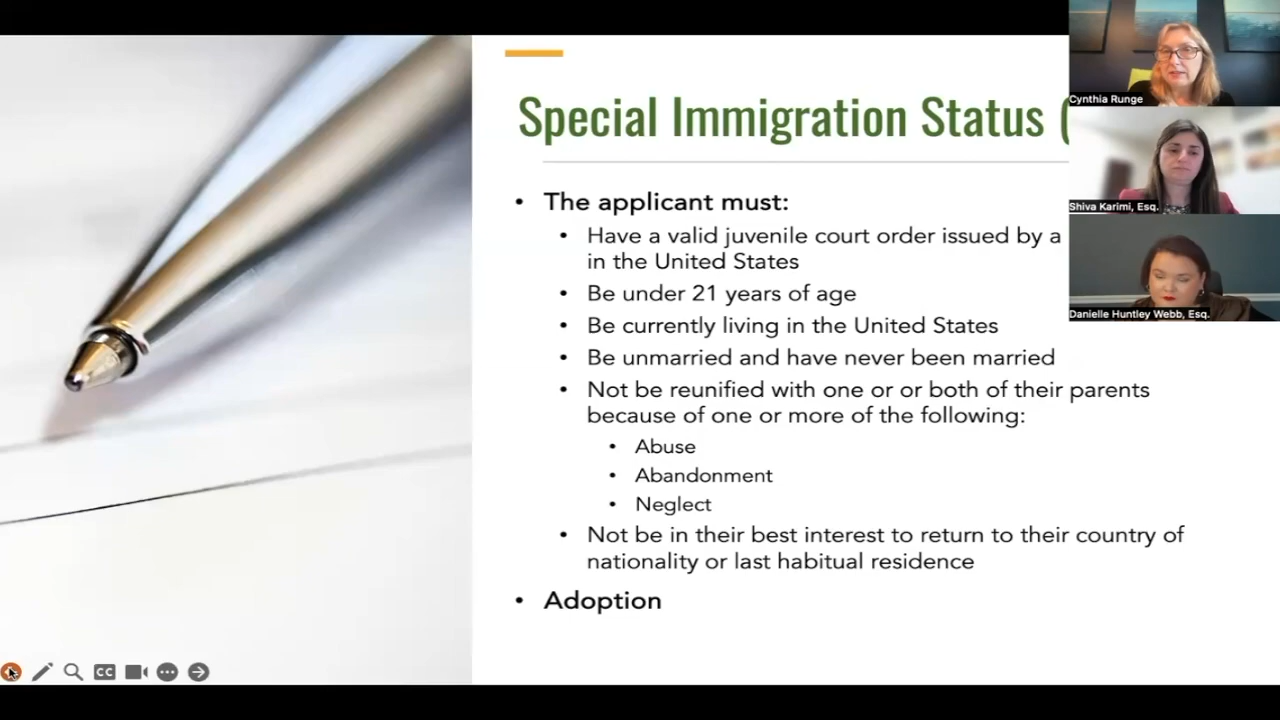 Special Immigration Status (
The applicant must:
Have a valid juvenile court order issued by a
in the United States
Be under 21 years of age
Be currently living in the United States
Be unmarried and have never been married
Not be reunified with one or or both of their parents
because of one or more of the following:
Abuse
Abandonment
Neglect
Not be in their best interest to return to their country of
nationality or last habitual residence
Adoption
Cynthia Runge
Shiva Karimi, Esq.
Danielle Huntley Webb, Esq.
CC